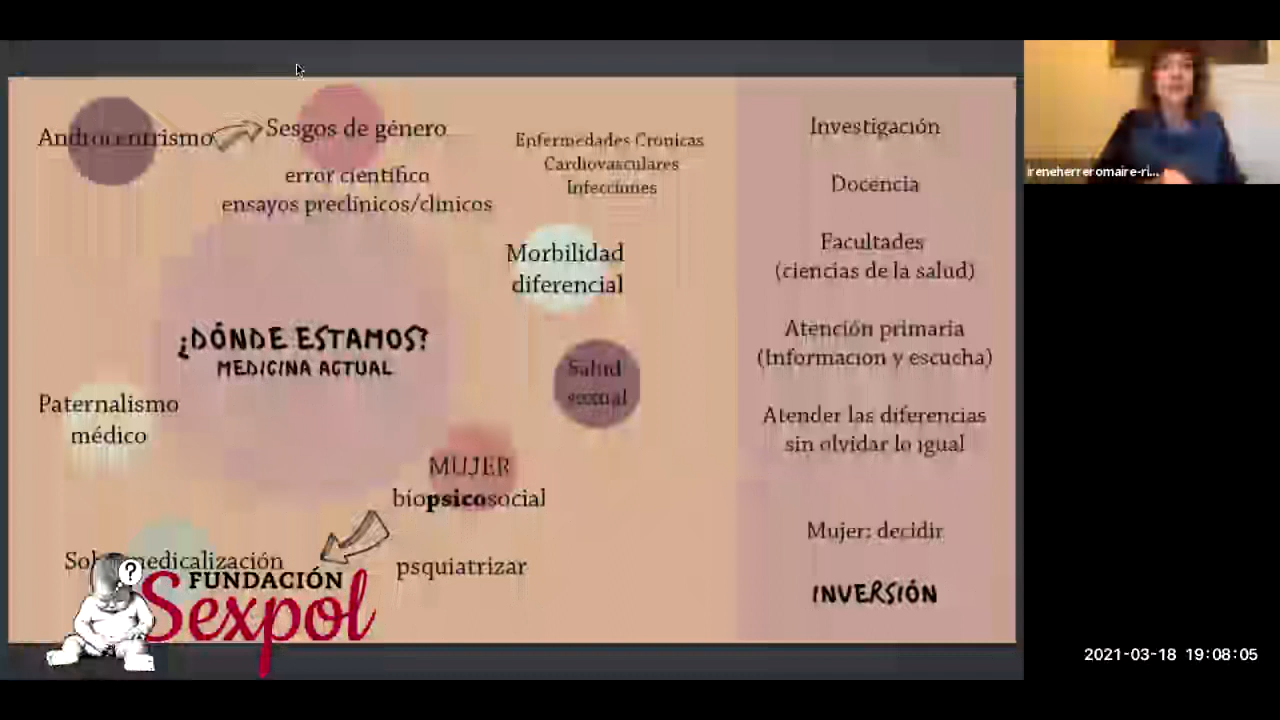 Androcentrismo
Sesgos de género
error científico
ensayos preclínicos/clínicos
Enfermedades Cronicas
Cardiovasculares
Infecciones
Morbilidad
diferencial
¿DÓNDE ESTAMOS?
MEDICINA ACTUAL
Salud
sexual
Paternalismo
médico
MUJER
biopsicosocial
Sobremedicalización
psquiatrizar
?
FUNDACIÓN
Sexpol
Investigación
Docencia
Facultades
(ciencias de la salud)
Atención primaria
(Informacion y escucha)
Atender las diferencias
sin olvidar lo igual
Mujer: decidir
INVERSIÓN
ireneherreromaire-ri...
2021-03-18 19:08:05